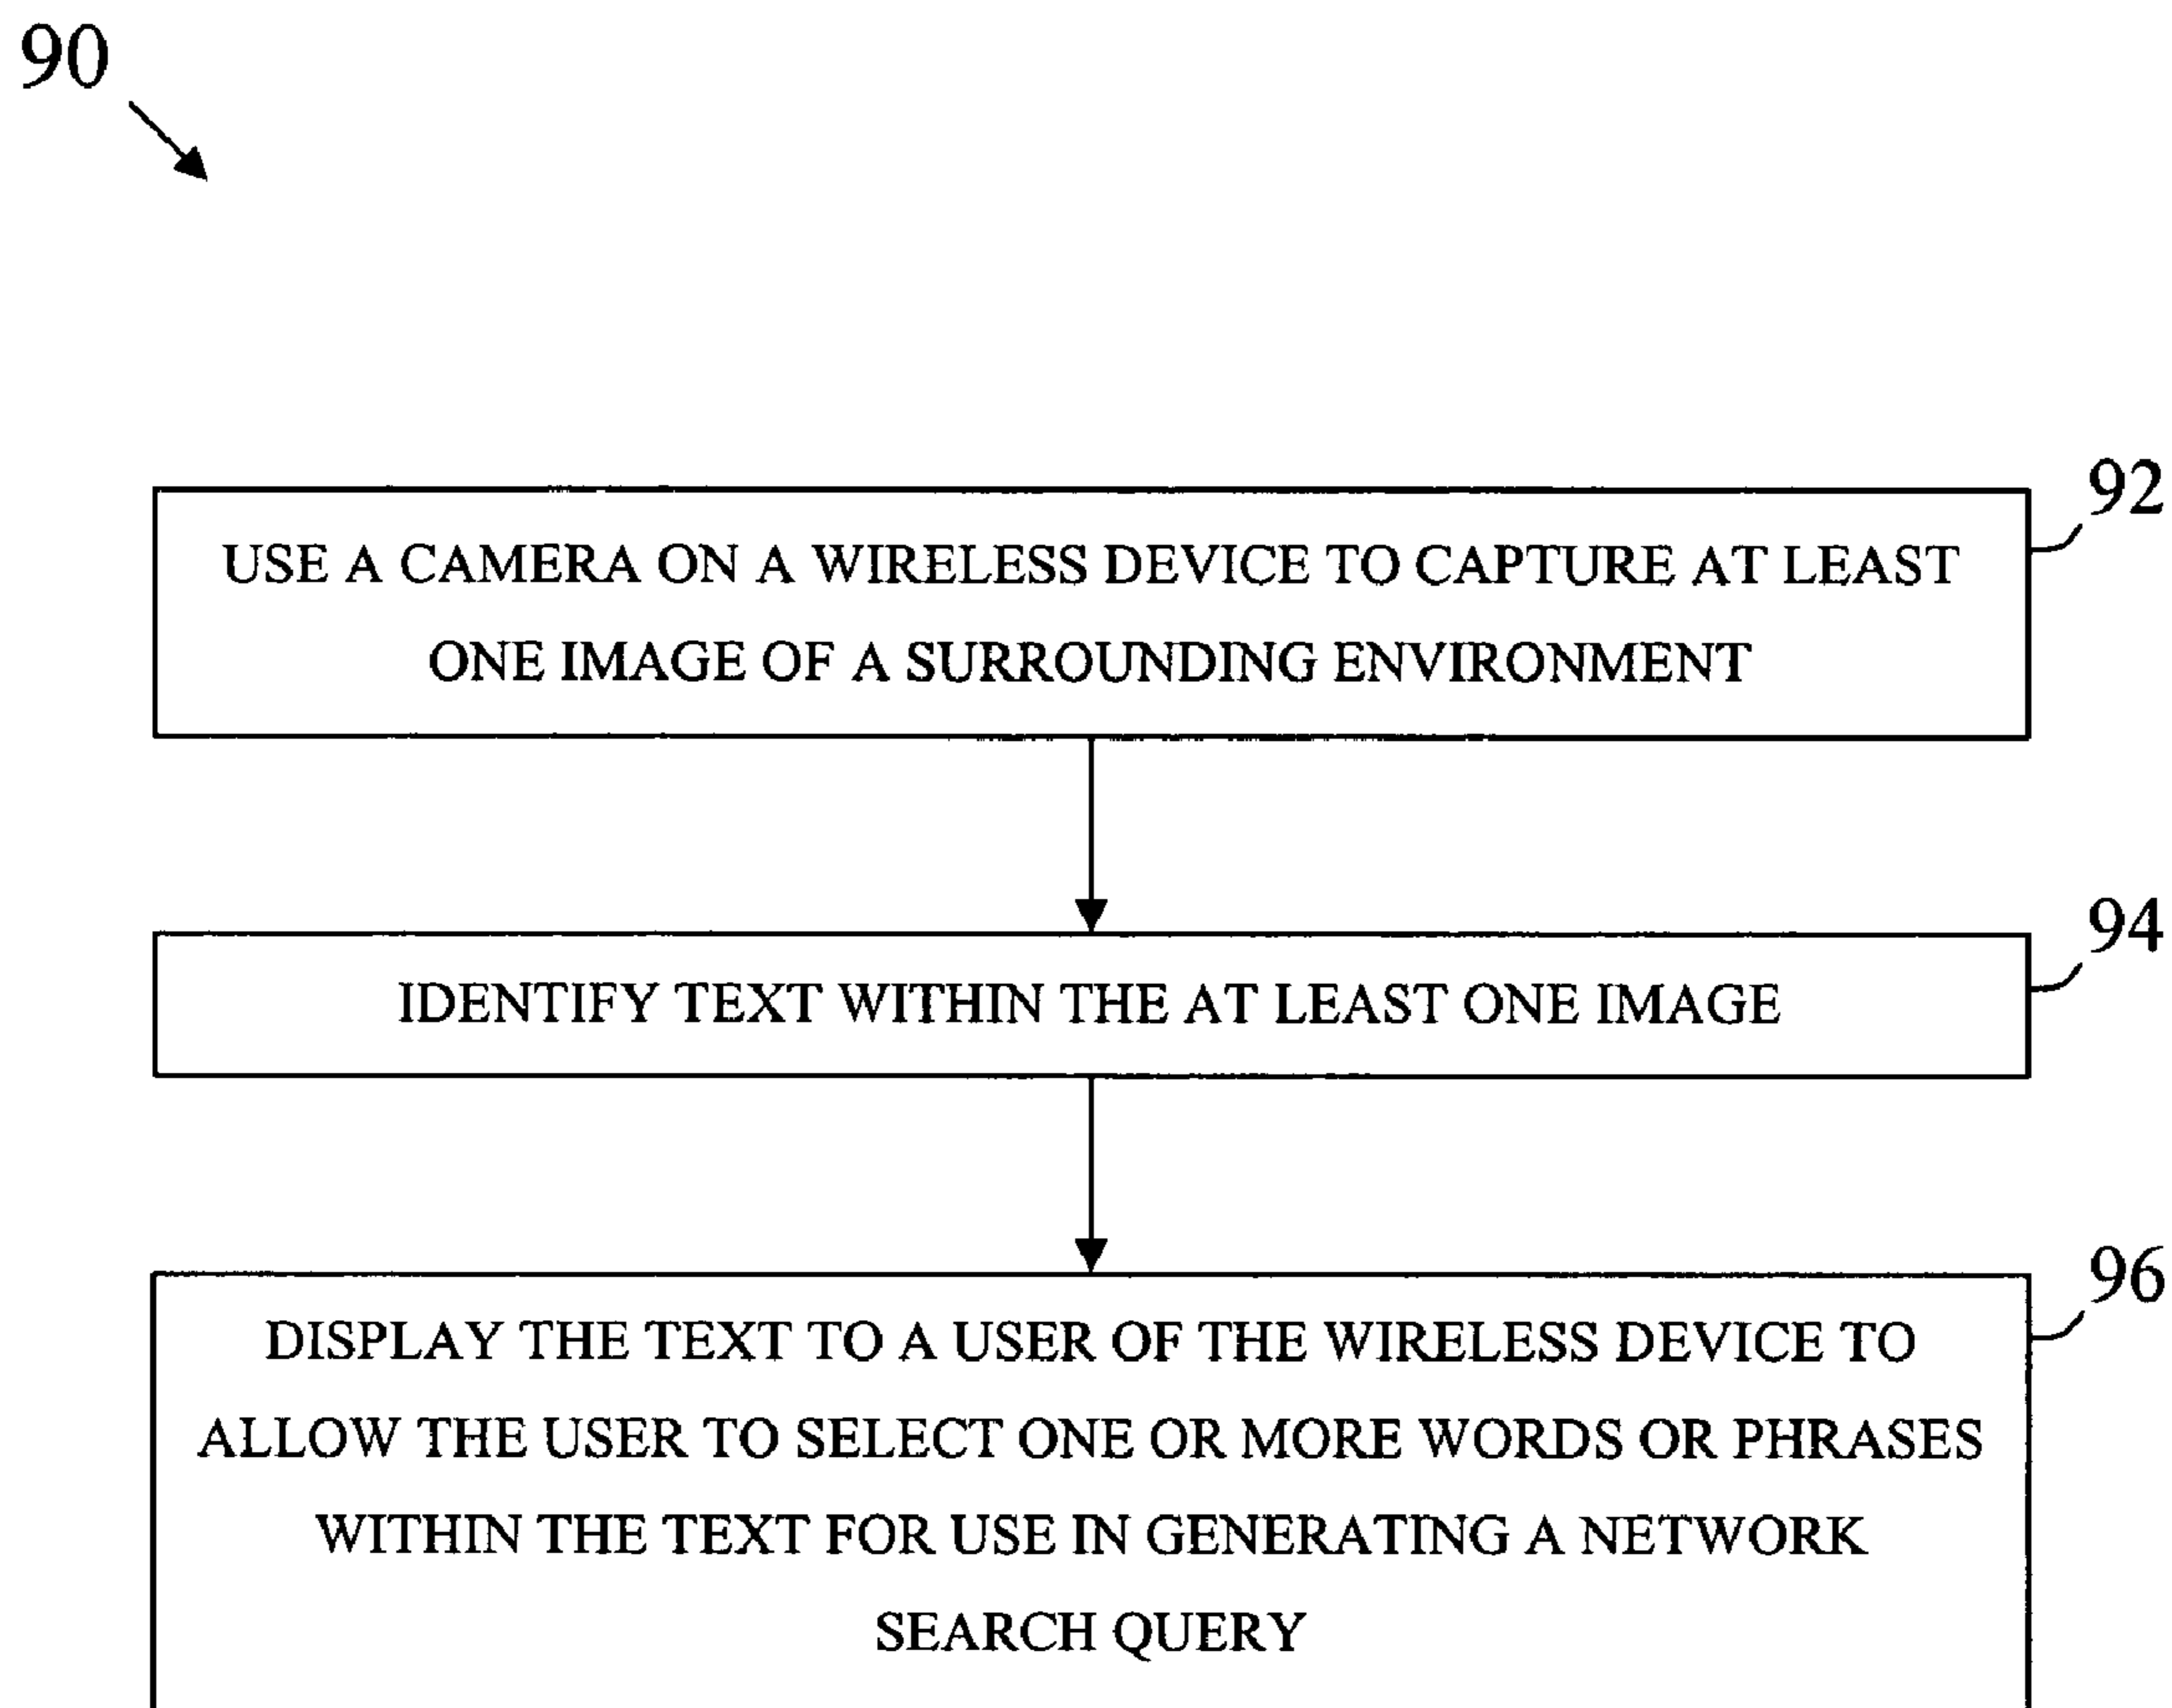 90
92
USE A CAMERA ON A WIRELESS DEVICE TO CAPTURE AT LEAST
ONE IMAGE OF A SURROUNDING ENVIRONMENT
94
IDENTIFY TEXT WITHIN THE AT LEAST ONE IMAGE
96
DISPLAY THE TEXT TO A USER OF THE WIRELESS DEVICE TO
ALLOW THE USER TO SELECT ONE OR MORE WORDS OR PHRASES
WITHIN THE TEXT FOR USE IN GENERATING A NETWORK
SEARCH QUERY